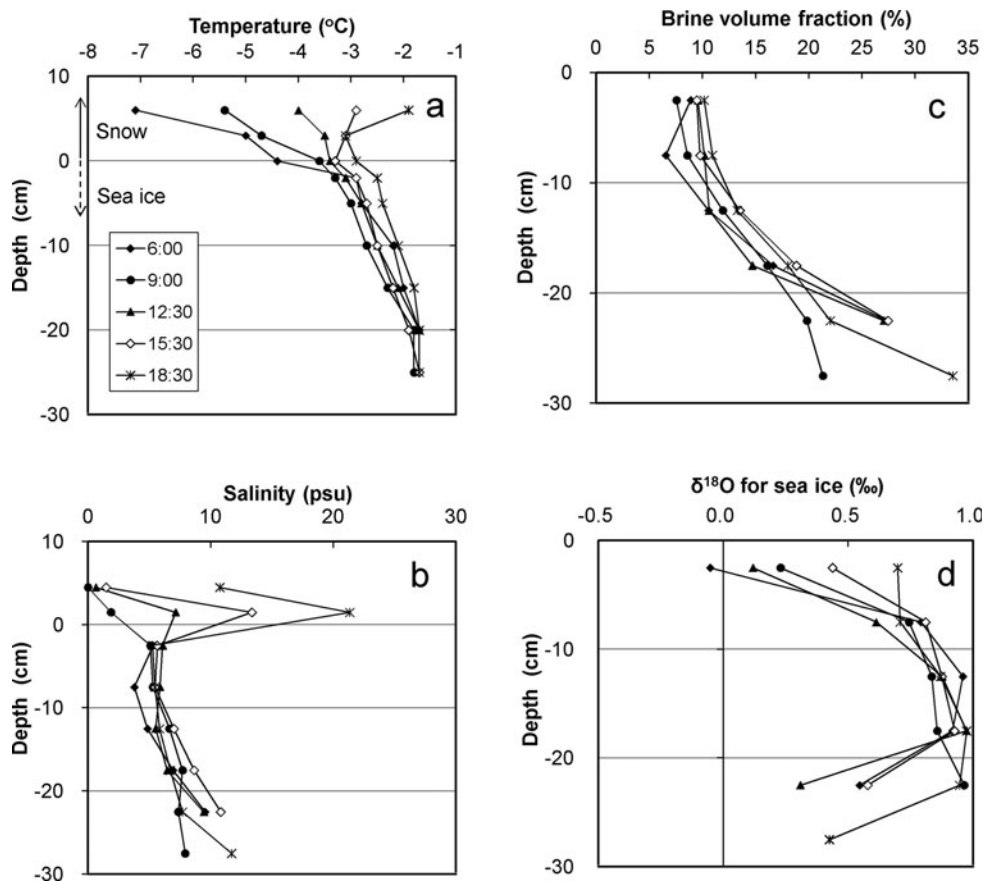 Temperature (°C)
-8 -7 -6 -5 -4 -3 -2 -1
10
0
-10
-20
-30
Depth (cm)
a
Snow
Sea ice
6:00
9:00
12:30
15:30
18:30
Brine volume fraction (%)
0 5 10 15 20 25 30 35
0
-10
-20
-30
Depth (cm)
c
Salinity (psu)
0 10 20 30
10
0
-10
-20
-30
Depth (cm)
b
δ18O for sea ice (‰)
-0.5 0.0 0.5 1.0
0
-10
-20
-30
Depth (cm)
d